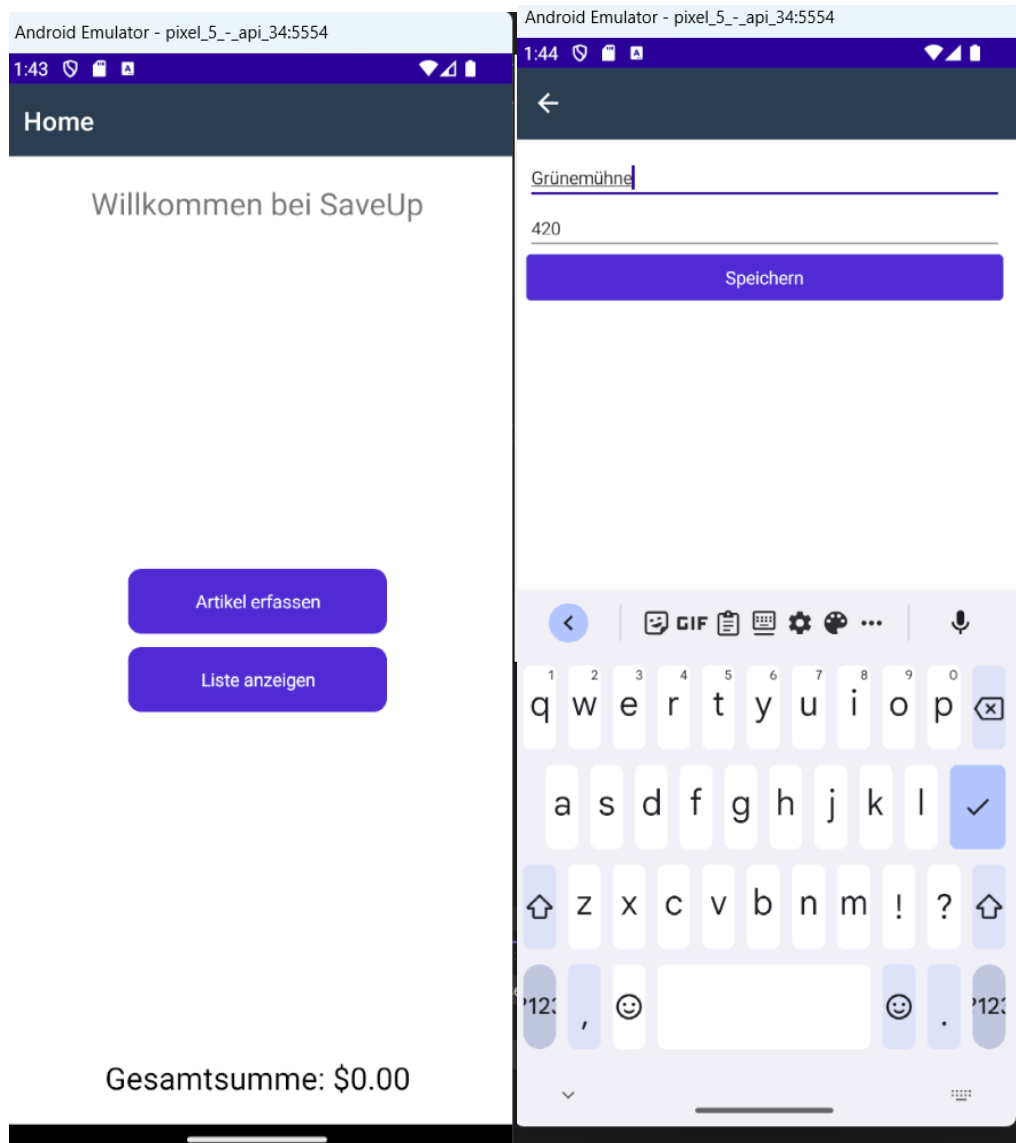 Android Emulator - pixel_5_-_api_34:5554
1:43
Home
Willkommen bei SaveUp
Artikel erfassen
Liste anzeigen
Gesamtsumme: $0.00
Android Emulator - pixel_5_-_api_34:5554
1:44
Grünemühne
420
Speichern
GIF
1 2 3 4 5 6 7 8 9 0
q w e r t y u i o p
a s d f g h j k l
z x c v b n m ! ?
?123 , . ?123